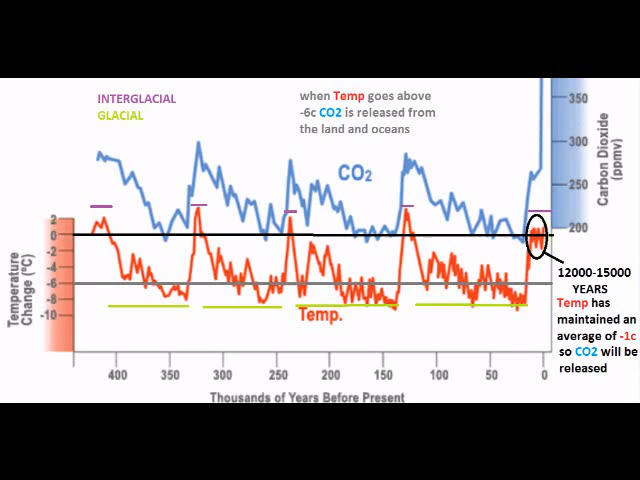 INTERGLACIAL
GLACIAL
when Temp goes above
-6c CO2 is released from
the land and oceans
CO₂
350
300
250
200
Carbon Dioxide
(ppmv)
2
0
-2
-4
-6
-8
-10
Temperature
Change (°C)
Temp.
12000-15000
YEARS
Temp has
maintained an
average of -1c
so CO2 will be
released
400
350
300
250
200
150
100
50
0
Thousands of Years Before Present